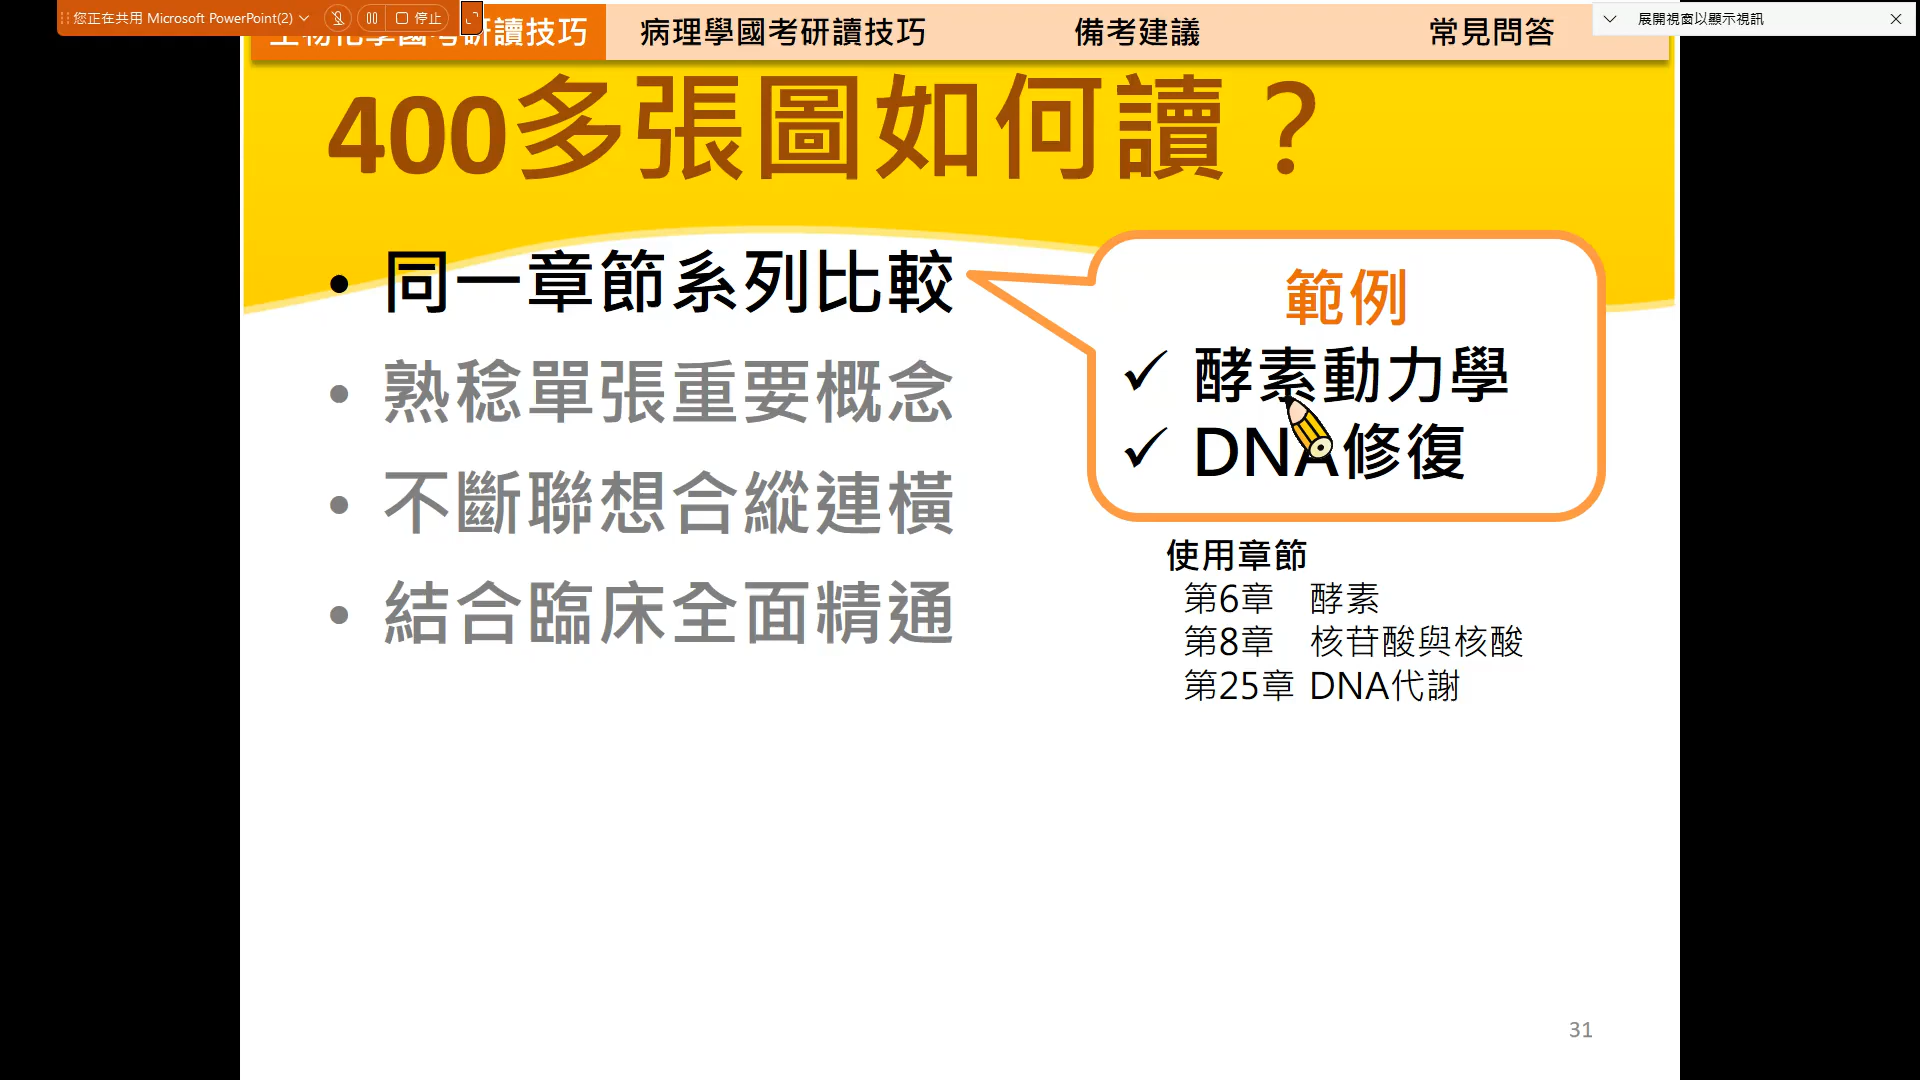 您正在共用 Microsoft PowerPoint(2)
停止
展開視窗以顯示視訊
研讀技巧
病理學國考研讀技巧
備考建議
常見問答
400多張圖如何讀？
• 同一章節系列比較
• 熟稔單張重要概念
• 不斷聯想合縱連橫
• 結合臨床全面精通
範例
✓ 酵素動力學
✓ DNA修復
使用章節
第6章 酵素
第8章 核苷酸與核酸
第25章 DNA代謝
31